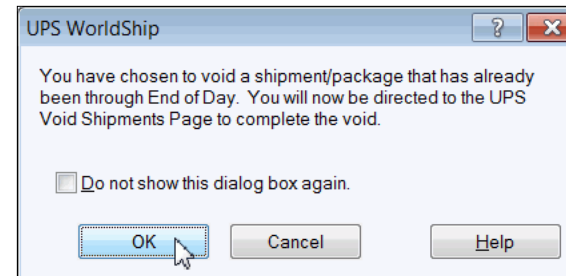 UPS WorldShip
You have chosen to void a shipment/package that has already
been through End of Day. You will now be directed to the UPS
Void Shipments Page to complete the void.
Do not show this dialog box again.
OK Cancel Help